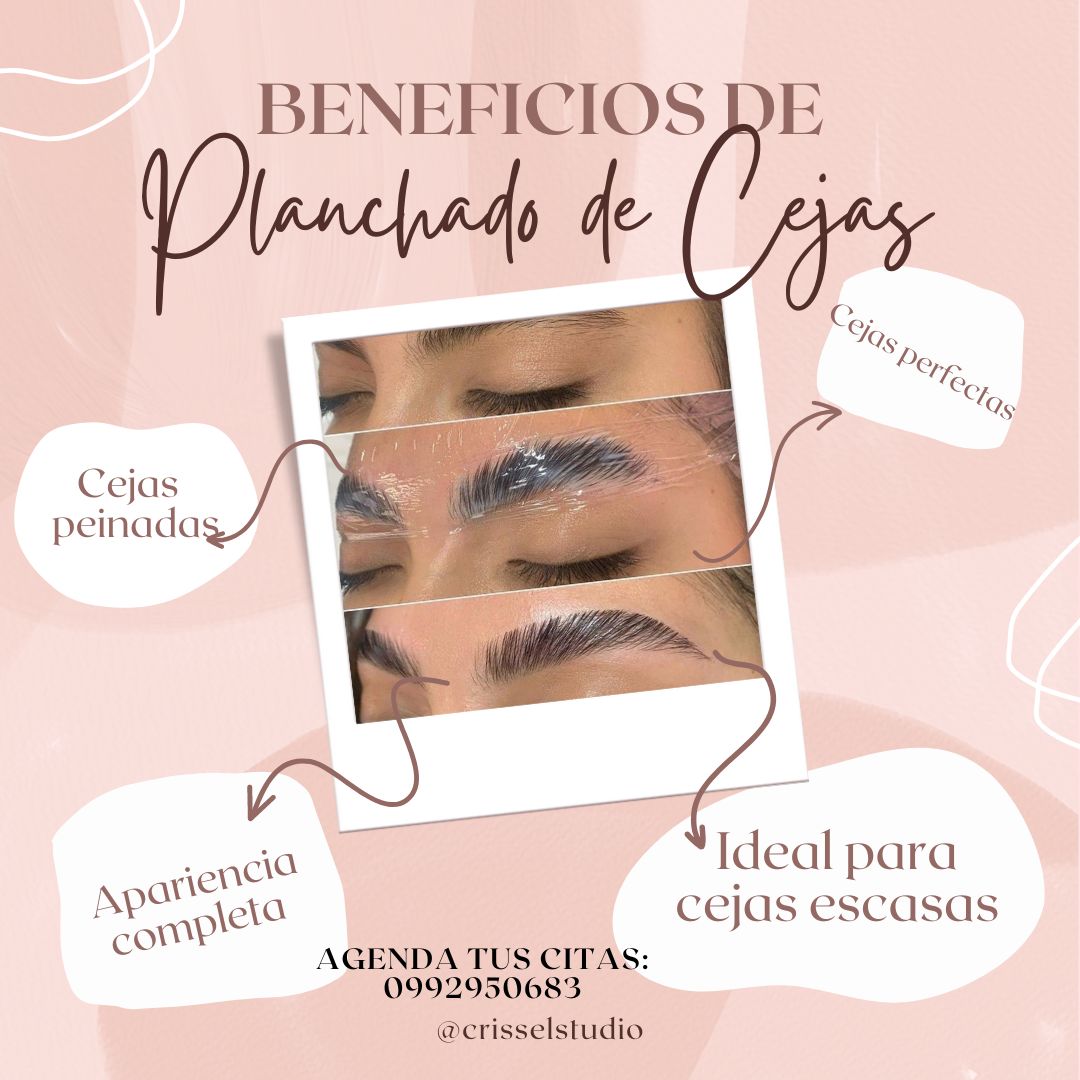 BENEFICIOS DE
Planchado de Cejas
Cejas perfectas
Cejas
peinadas
Apariencia
completa
Ideal para
cejas escasas
AGENDA TUS CITAS:
0992950683
@crisselstudio